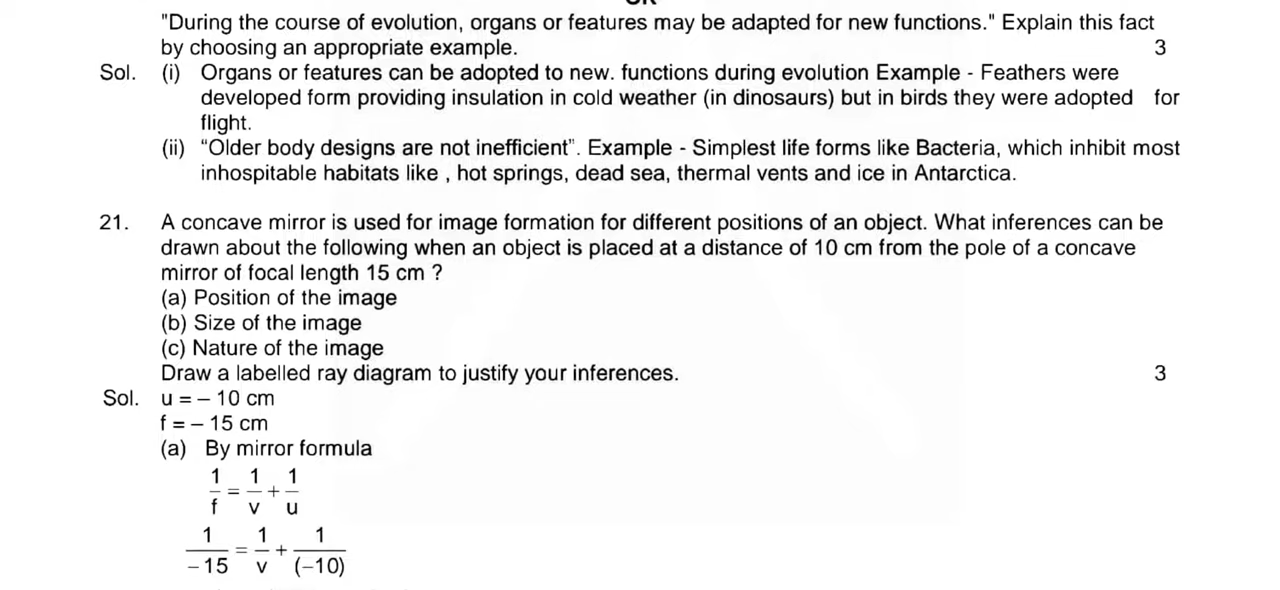 OR
"During the course of evolution, organs or features may be adapted for new functions." Explain this fact
by choosing an appropriate example. 3
Sol. (i) Organs or features can be adopted to new. functions during evolution Example - Feathers were
developed form providing insulation in cold weather (in dinosaurs) but in birds they were adopted for
flight.
(ii) “Older body designs are not inefficient”. Example - Simplest life forms like Bacteria, which inhibit most
inhospitable habitats like , hot springs, dead sea, thermal vents and ice in Antarctica.
21. A concave mirror is used for image formation for different positions of an object. What inferences can be
drawn about the following when an object is placed at a distance of 10 cm from the pole of a concave
mirror of focal length 15 cm ?
(a) Position of the image
(b) Size of the image
(c) Nature of the image
Draw a labelled ray diagram to justify your inferences. 3
Sol. u = – 10 cm
f = – 15 cm
(a) By mirror formula
1/f = 1/v + 1/u
1/–15 = 1/v + 1/(–10)